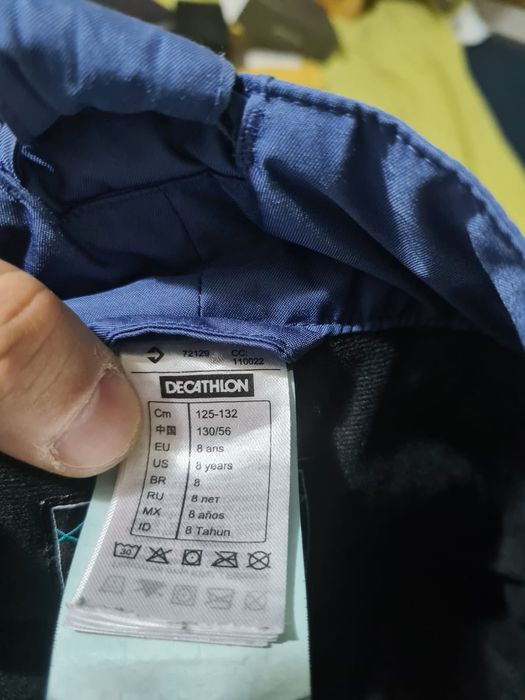 72129 CC: 110022
DECATHLON
Cm 125-132
中国 130/56
EU 8 ans
US 8 years
BR 8
RU 8 лет
MX 8 años
ID 8 Tahun
30